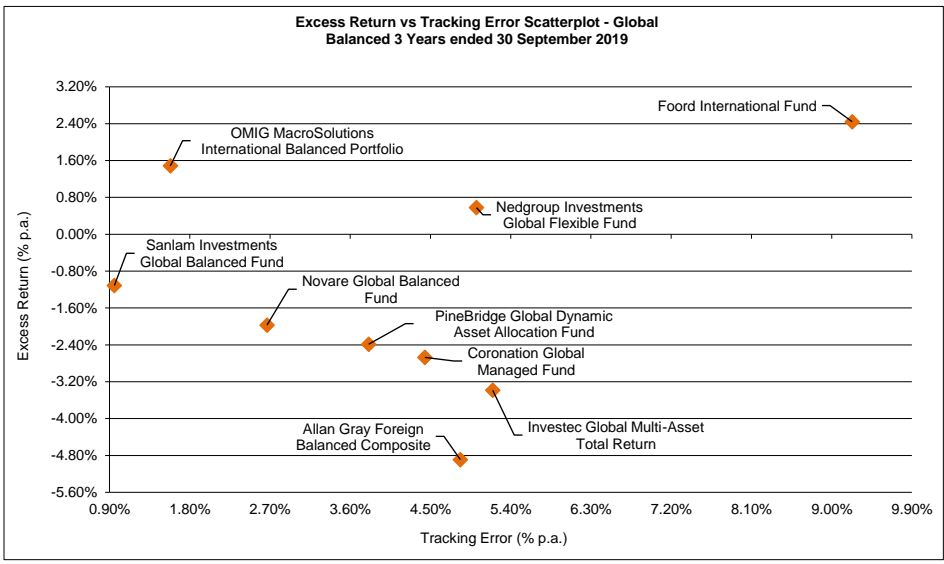 Excess Return vs Tracking Error Scatterplot - Global
Balanced 3 Years ended 30 September 2019
Excess Return (% p.a.)
3.20%
2.40%
1.60%
0.80%
0.00%
-0.80%
-1.60%
-2.40%
-3.20%
-4.00%
-4.80%
-5.60%
Foord International Fund
OMIG MacroSolutions
International Balanced Portfolio
Nedgroup Investments
Global Flexible Fund
Sanlam Investments
Global Balanced Fund
Novare Global Balanced
Fund
PineBridge Global Dynamic
Asset Allocation Fund
Coronation Global
Managed Fund
Investec Global Multi-Asset
Total Return
Allan Gray Foreign
Balanced Composite
0.90%
1.80%
2.70%
3.60%
4.50%
5.40%
6.30%
7.20%
8.10%
9.00%
9.90%
Tracking Error (% p.a.)